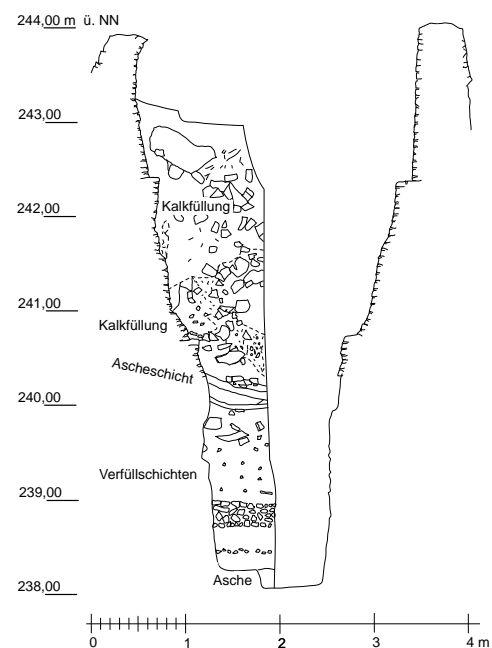 244,00 m ü. NN
243,00
242,00
Kalkfüllung
241,00
Kalkfüllung
Ascheschicht
240,00
Verfüllschichten
239,00
Asche
238,00
0 1 2 3 4 m